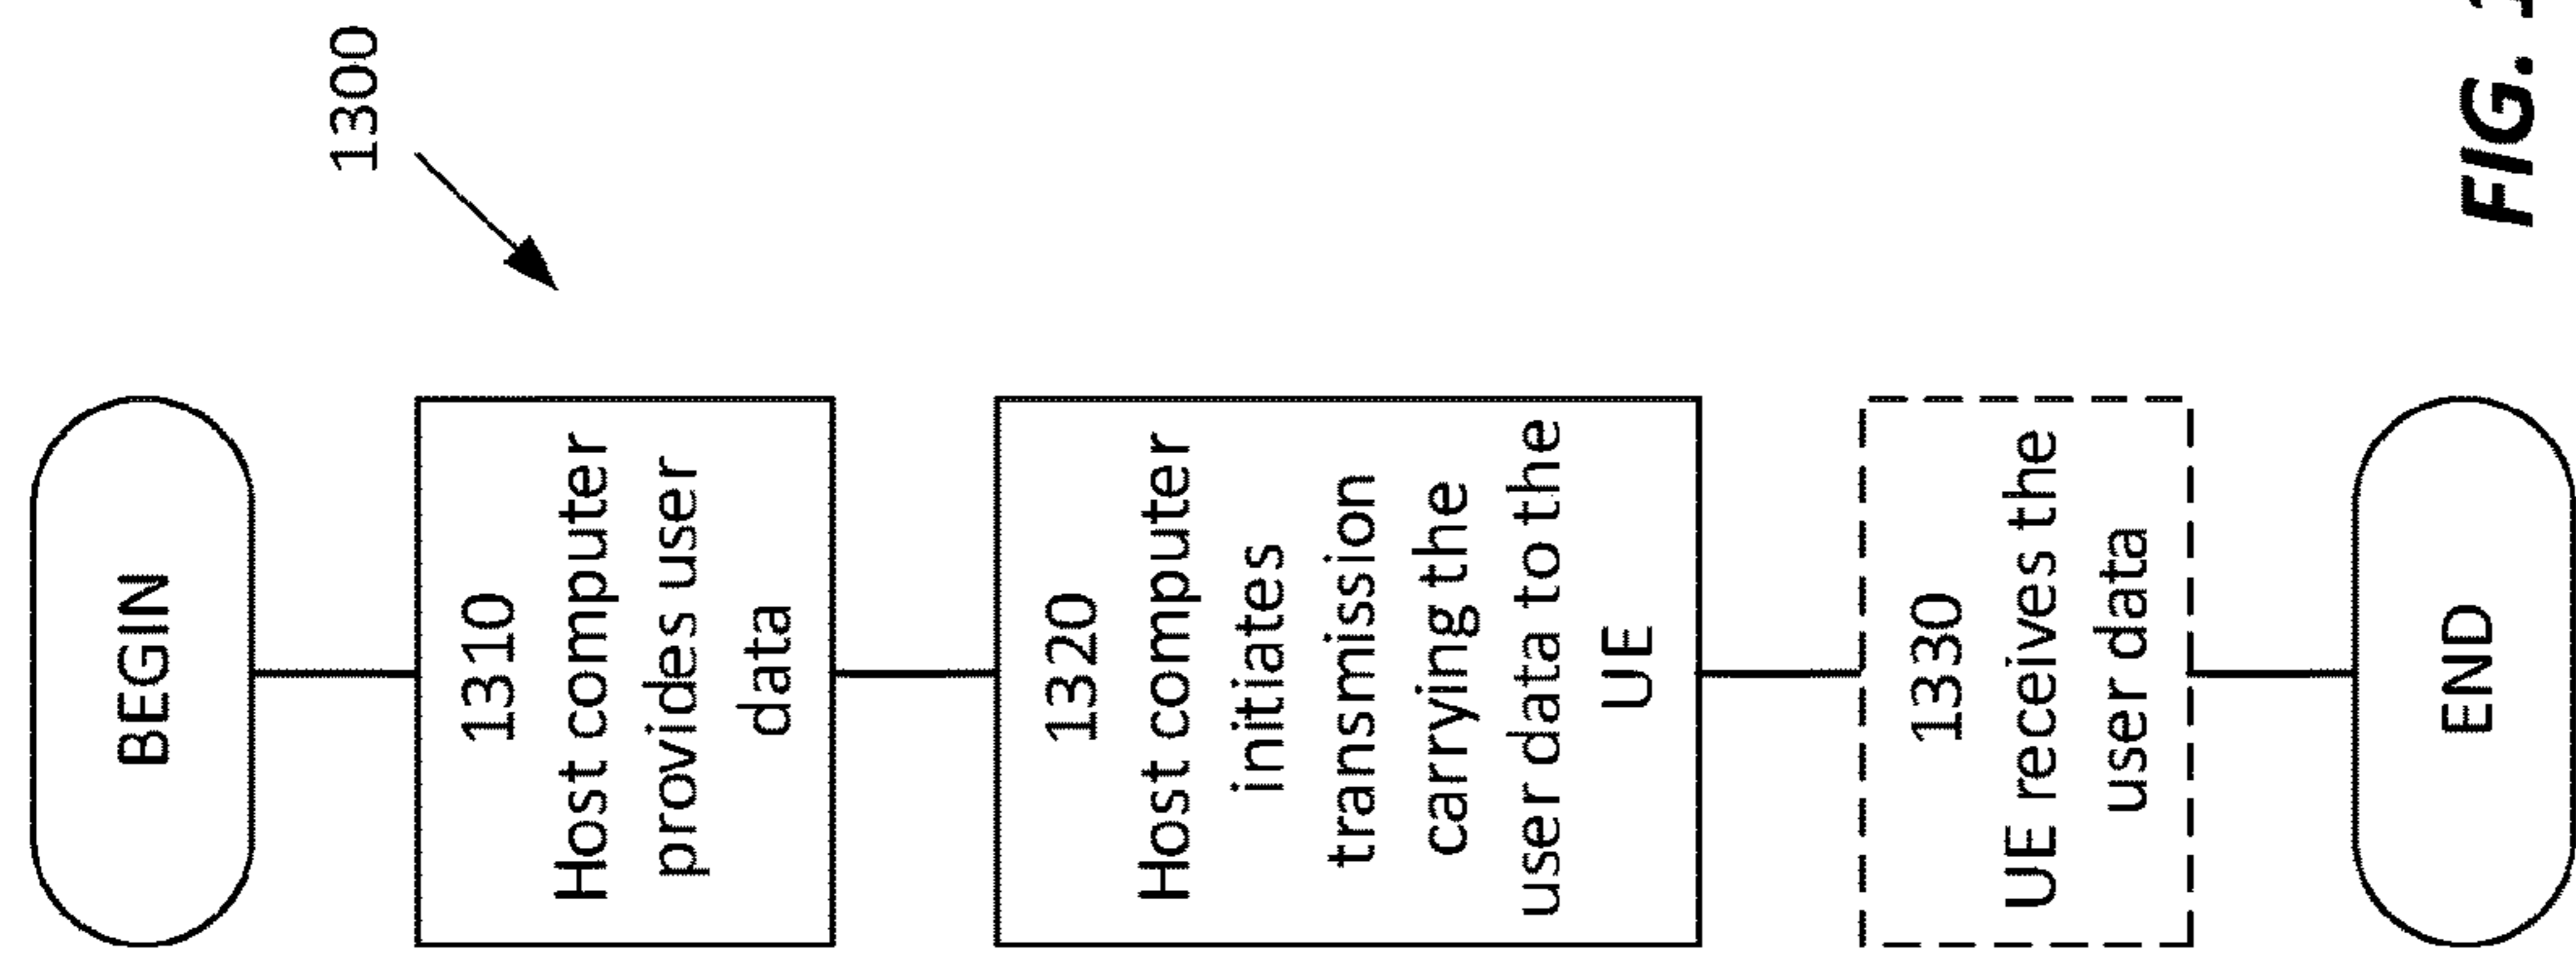 1300
BEGIN
1310
Host computer
provides user
data
1320
Host computer
initiates
transmission
carrying the
user data to the
UE
1330
UE receives the
user data
END
FIG.